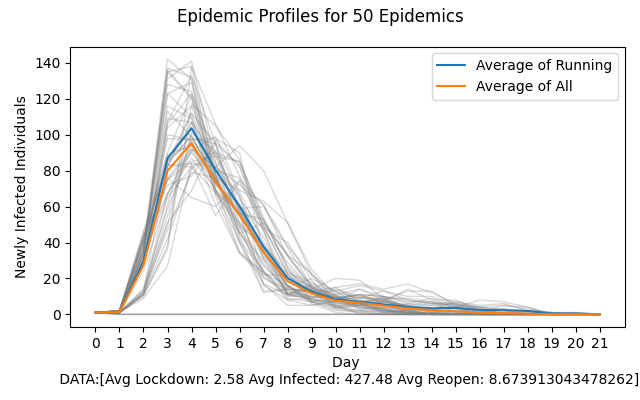 Epidemic Profiles for 50 Epidemics
Average of Running
Average of All
140
120
100
80
60
40
20
0
Newly Infected Individuals
0 1 2 3 4 5 6 7 8 9 10 11 12 13 14 15 16 17 18 19 20 21
Day
DATA:[Avg Lockdown: 2.58 Avg Infected: 427.48 Avg Reopen: 8.673913043478262]